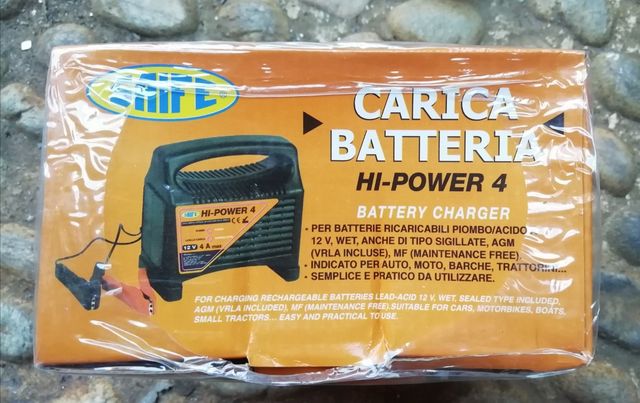 SAIFE®
CARICA
BATTERIA
HI-POWER 4
BATTERY CHARGER
• PER BATTERIE RICARICABILI PIOMBO/ACIDO
12 V, WET, ANCHE DI TIPO SIGILLATE, AGM
(VRLA INCLUSE), MF (MAINTENANCE FREE).
• INDICATO PER AUTO, MOTO, BARCHE, TRATTORINI...
• SEMPLICE E PRATICO DA UTILIZZARE.
HI-POWER 4
12 V 4 A max
FOR CHARGING RECHARGEABLE BATTERIES LEAD-ACID 12 V, WET, SEALED TYPE INCLUDED,
AGM (VRLA INCLUDED), MF (MAINTENANCE FREE). SUITABLE FOR CARS, MOTORBIKES, BOATS,
SMALL TRACTORS... EASY AND PRACTICAL TO USE.